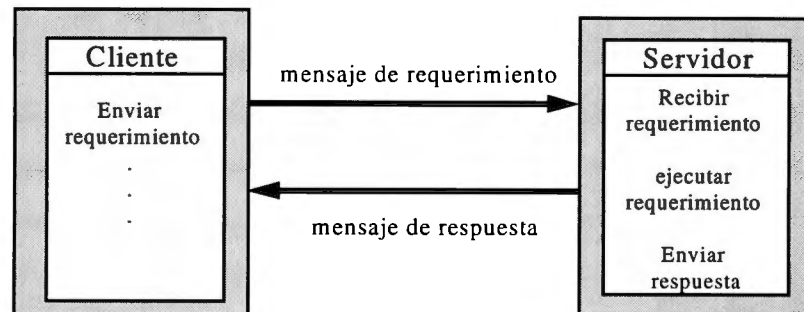 Cliente
Enviar
requerimiento
.
.
.
mensaje de requerimiento
mensaje de respuesta
Servidor
Recibir
requerimiento
ejecutar
requerimiento
Enviar
respuesta